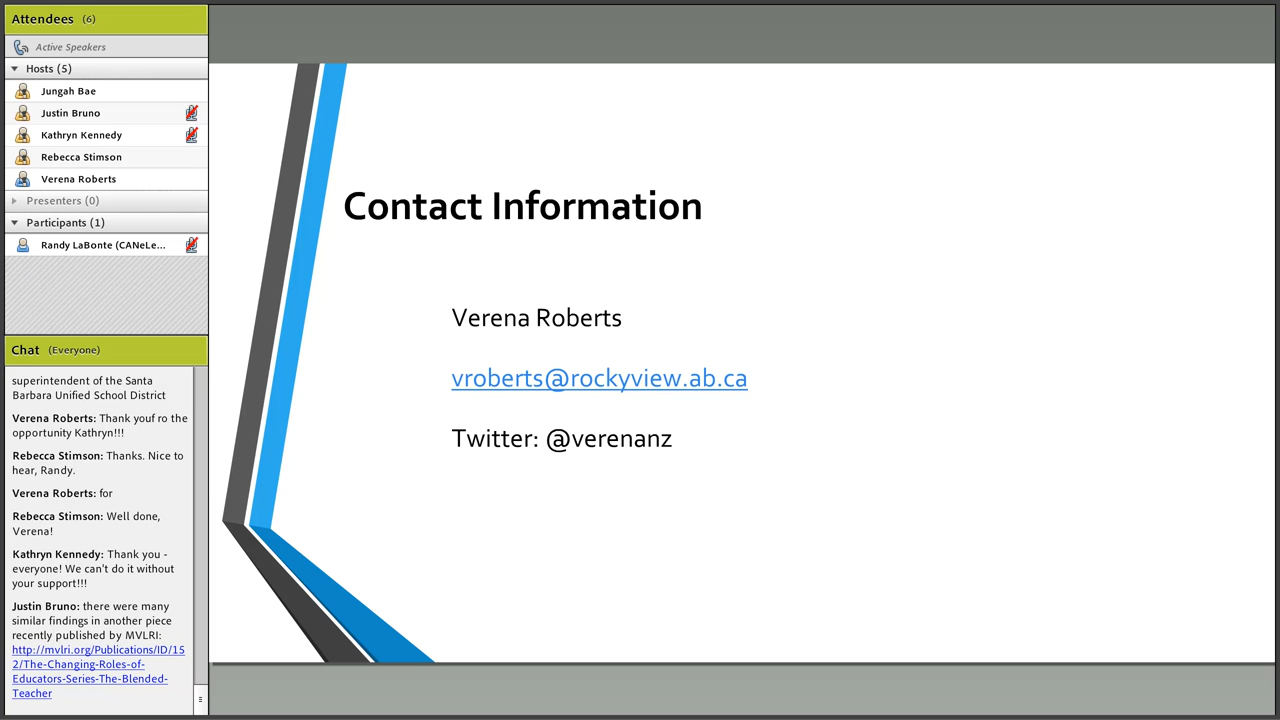 Attendees (6)
Active Speakers
Hosts (5)
Jungah Bae
Justin Bruno
Kathryn Kennedy
Rebecca Stimson
Verena Roberts
Presenters (0)
Participants (1)
Randy LaBonte (CANeLe...
Chat (Everyone)
superintendent of the Santa
Barbara Unified School District
Verena Roberts: Thank youf ro the
opportunity Kathryn!!!
Rebecca Stimson: Thanks. Nice to
hear, Randy.
Verena Roberts: for
Rebecca Stimson: Well done,
Verena!
Kathryn Kennedy: Thank you -
everyone! We can't do it without
your support!!!
Justin Bruno: there were many
similar findings in another piece
recently published by MVLRI:
http://mvlri.org/Publications/ID/15
2/The-Changing-Roles-of-
Educators-Series-The-Blended-
Teacher
Contact Information
Verena Roberts
vroberts@rockyview.ab.ca
Twitter: @verenanz